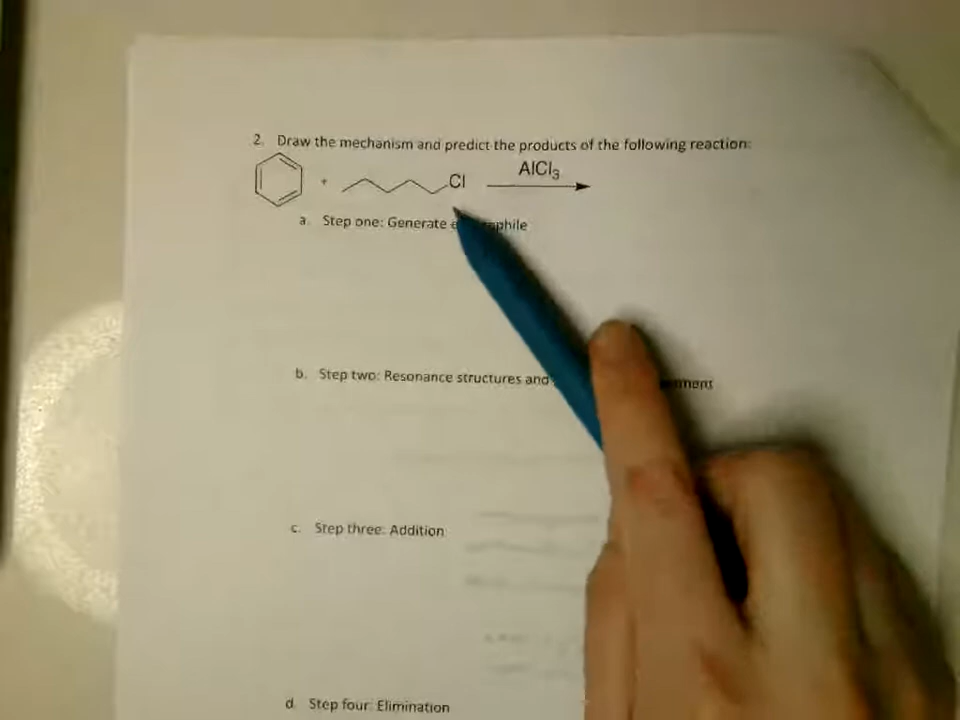 2. Draw the mechanism and predict the products of the following reaction:
+ Cl AlCl3
a. Step one: Generate
b. Step two: Resonance structures and
c. Step three: Addition
d. Step four: Elimination